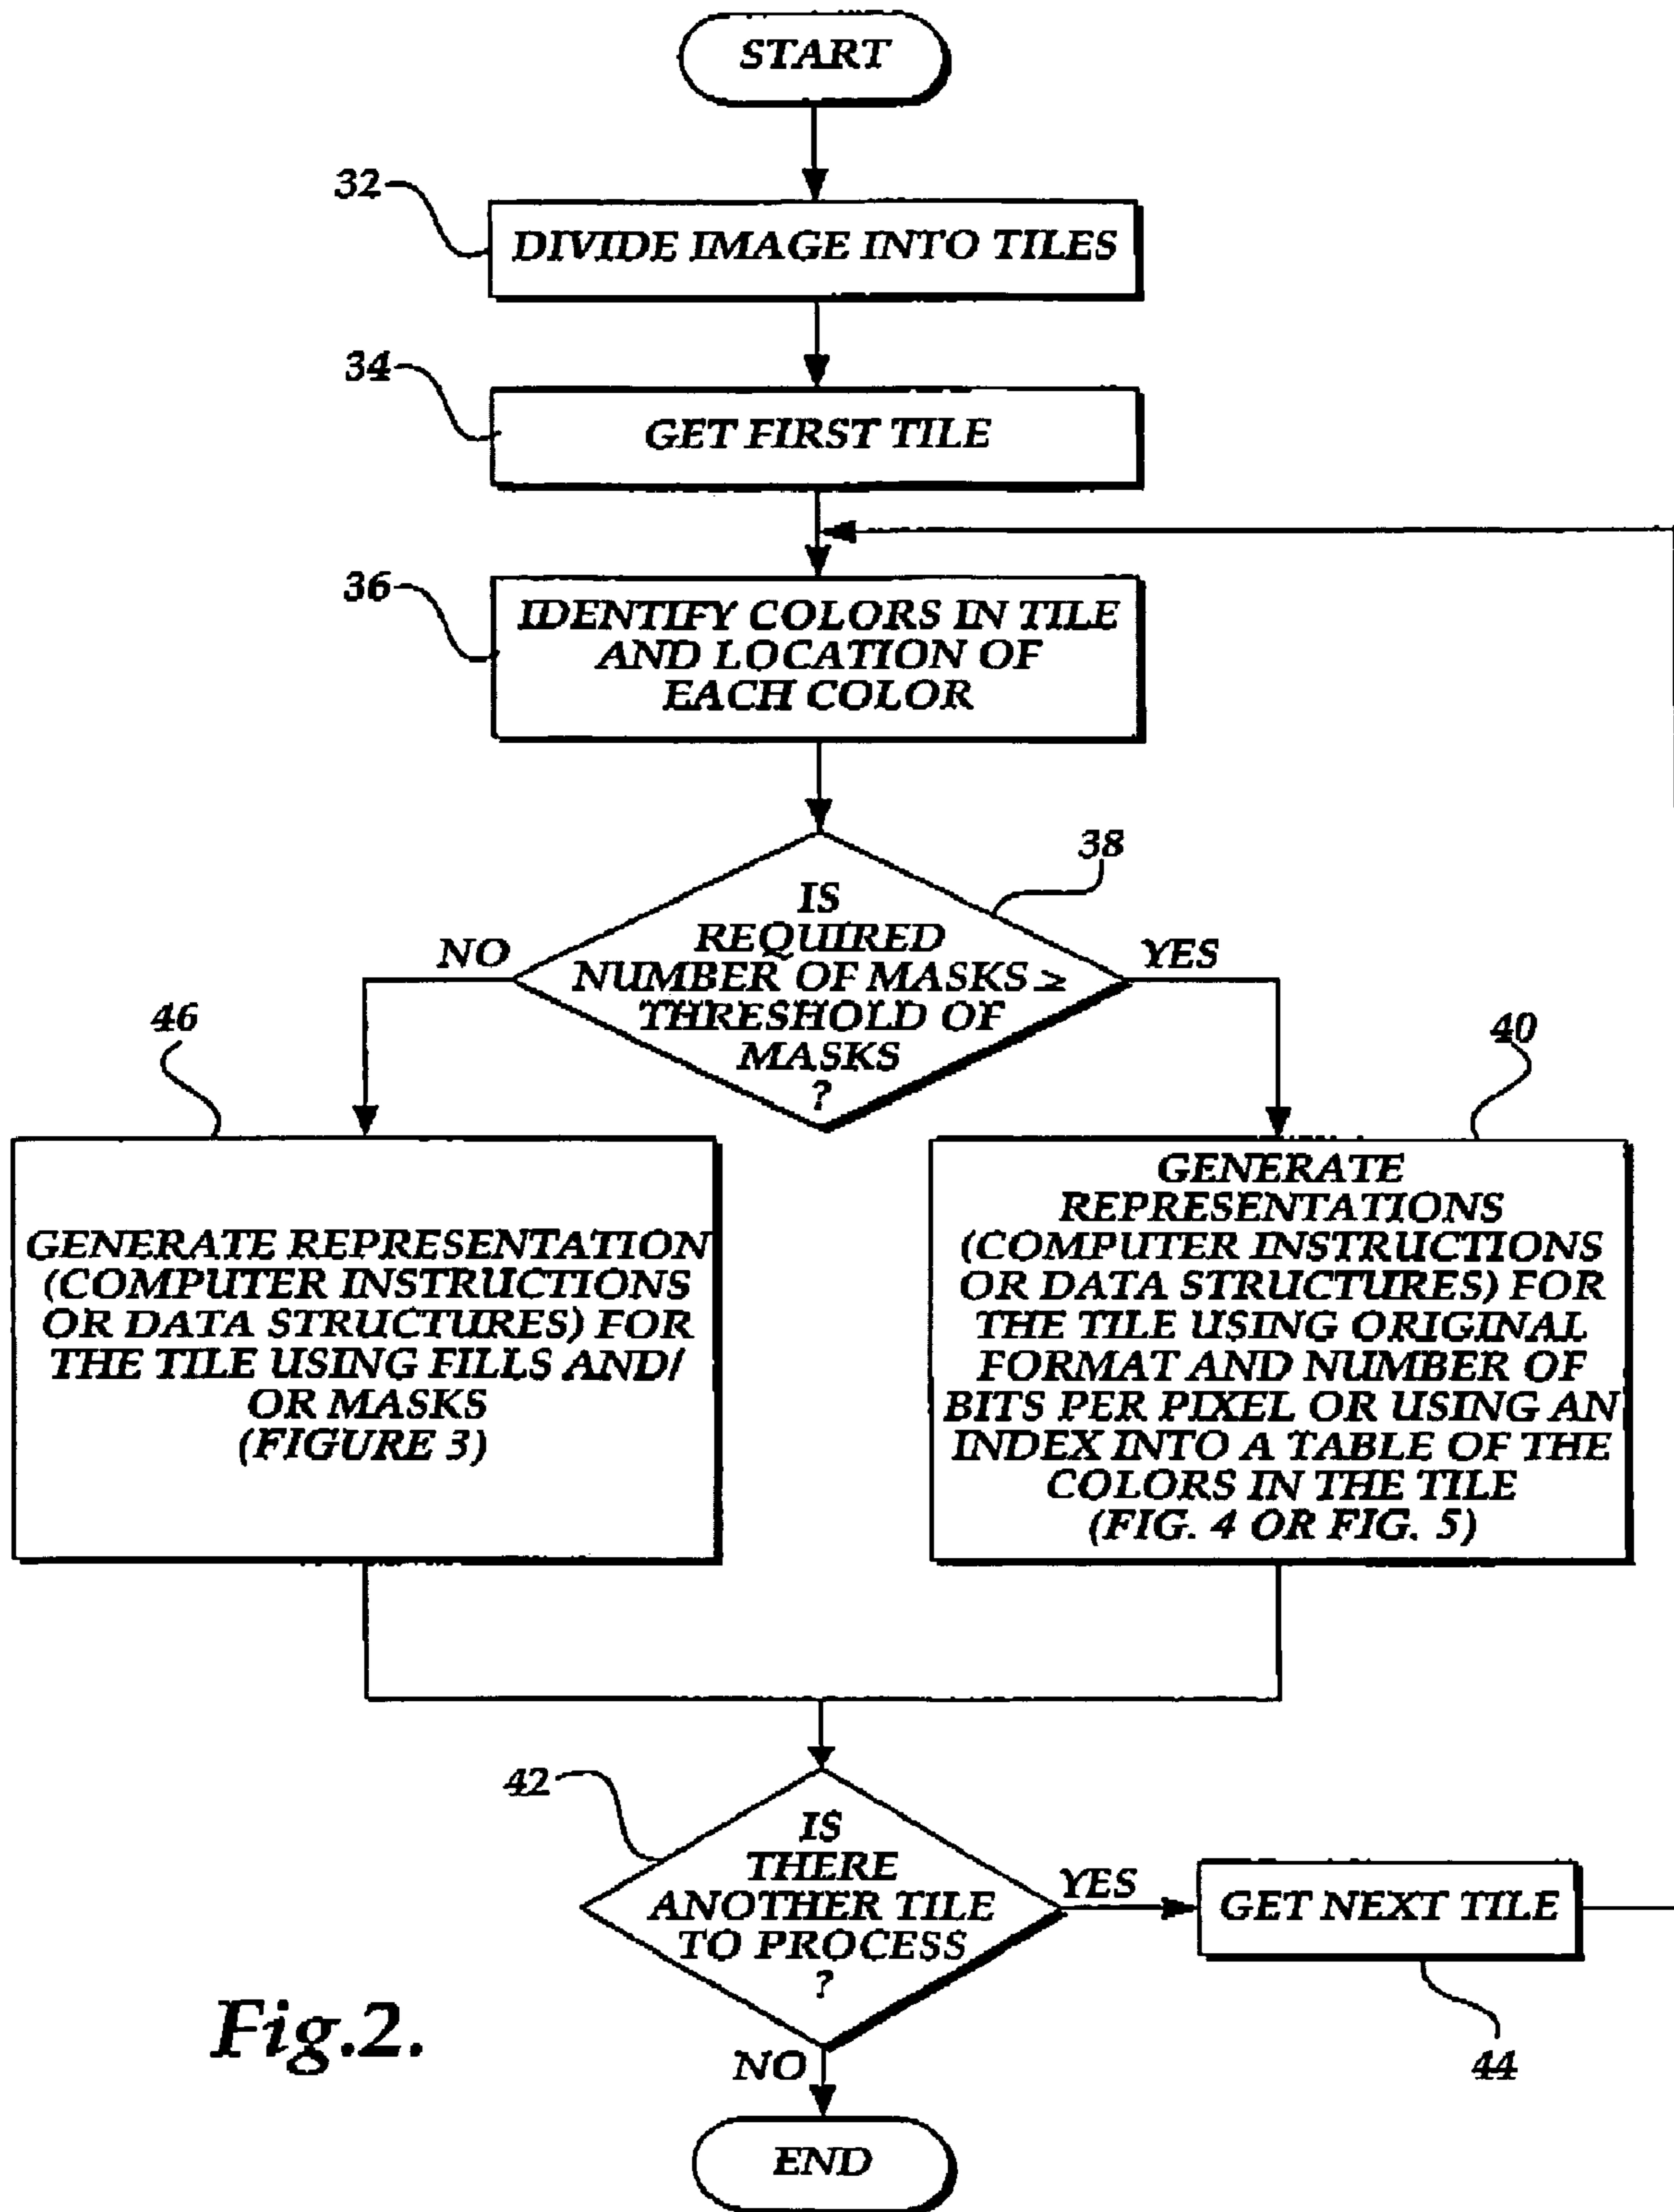 START
32
DIVIDE IMAGE INTO TILES
34
GET FIRST TILE
36
IDENTIFY COLORS IN TILE
AND LOCATION OF
EACH COLOR
38
IS
REQUIRED
NUMBER OF MASKS ≥
THRESHOLD OF
MASKS
?
NO
YES
46
GENERATE REPRESENTATION
(COMPUTER INSTRUCTIONS
OR DATA STRUCTURES) FOR
THE TILE USING FILLS AND/
OR MASKS
(FIGURE 3)
40
GENERATE
REPRESENTATIONS
(COMPUTER INSTRUCTIONS
OR DATA STRUCTURES) FOR
THE TILE USING ORIGINAL
FORMAT AND NUMBER OF
BITS PER PIXEL OR USING AN
INDEX INTO A TABLE OF THE
COLORS IN THE TILE
(FIG. 4 OR FIG. 5)
42
IS
THERE
ANOTHER TILE
TO PROCESS
?
YES
GET NEXT TILE
44
NO
END
Fig.2.